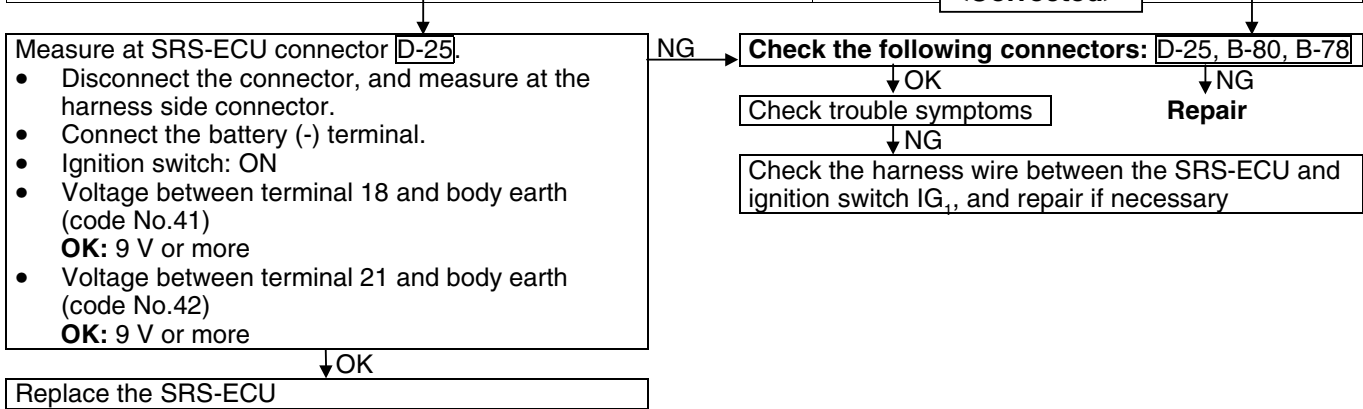 Measure at SRS-ECU connector D-25.
• Disconnect the connector, and measure at the
harness side connector.
• Connect the battery (-) terminal.
• Ignition switch: ON
• Voltage between terminal 18 and body earth
(code No.41)
OK: 9 V or more
• Voltage between terminal 21 and body earth
(code No.42)
OK: 9 V or more
OK
Replace the SRS-ECU
NG
Check the following connectors: D-25, B-80, B-78
OK
NG
Check trouble symptoms
Repair
NG
Check the harness wire between the SRS-ECU and
ignition switch IG1, and repair if necessary